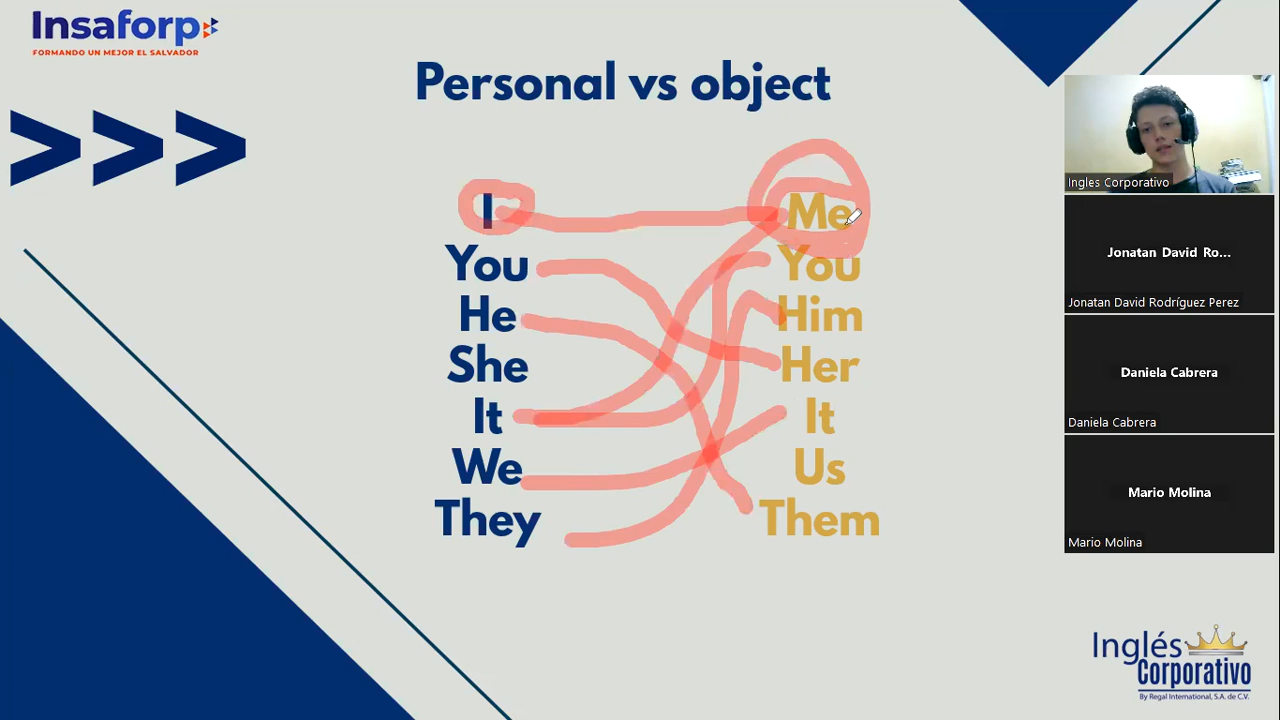 Insaforp
FORMANDO UN MEJOR EL SALVADOR
Personal vs object
>>>
I Me
You You
He Him
She Her
It It
We Us
They Them
Ingles Corporativo
Jonatan David Ro...
Jonatan David Rodríguez Perez
Daniela Cabrera
Daniela Cabrera
Mario Molina
Mario Molina
Inglés
Corporativo
By Regal International, S.A. de C.V.